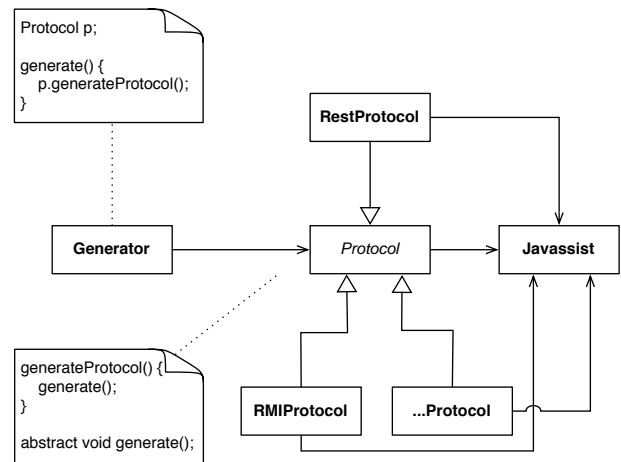 Protocol p;
generate() {
p.generateProtocol();
}
RestProtocol
Generator
Protocol
Javassist
generateProtocol() {
generate();
}
abstract void generate();
RMIProtocol
...Protocol